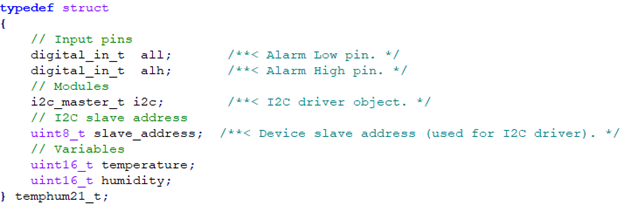 typedef struct
{
    // Input pins
    digital_in_t  all;       /**< Alarm Low pin. */
    digital_in_t  alh;       /**< Alarm High pin. */
    // Modules
    i2c_master_t i2c;        /**< I2C driver object. */
    // I2C slave address
    uint8_t slave_address;  /**< Device slave address (used for I2C driver). */
    // Variables
    uint16_t temperature;
    uint16_t humidity;
} temphum21_t;